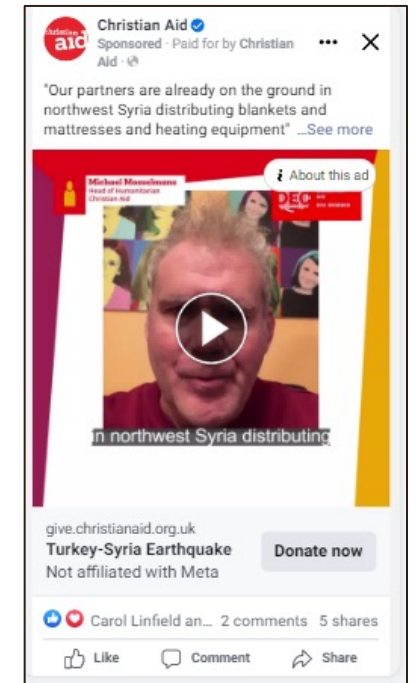 christian
aid
Christian Aid
Sponsored · Paid for by Christian
Aid ·
"Our partners are already on the ground in
northwest Syria distributing blankets and
mattresses and heating equipment" ...See more
Michael Mosselmans
Head of Humanitarian
Christian Aid
i About this ad
DEC
in northwest Syria distributing
give.christianaid.org.uk
Turkey-Syria Earthquake
Not affiliated with Meta
Donate now
Carol Linfield an... 2 comments 5 shares
Like Comment Share